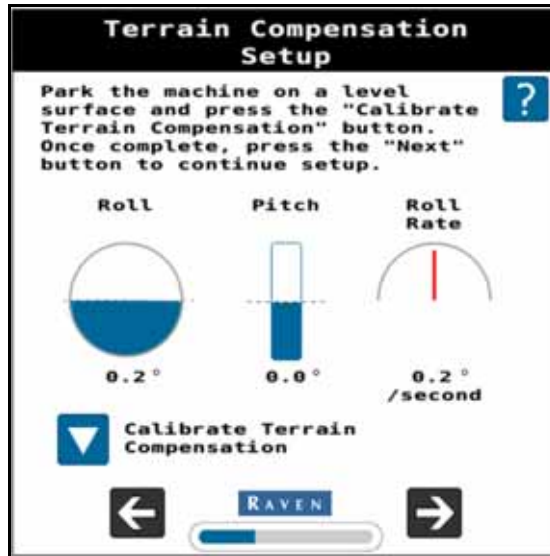 Terrain Compensation
Setup
Park the machine on a level
surface and press the "Calibrate
Terrain Compensation" button.
Once complete, press the "Next"
button to continue setup.
?
Roll
Pitch
Roll
Rate
0.2°
0.0°
0.2°
/second
Calibrate Terrain
Compensation
RAVEN